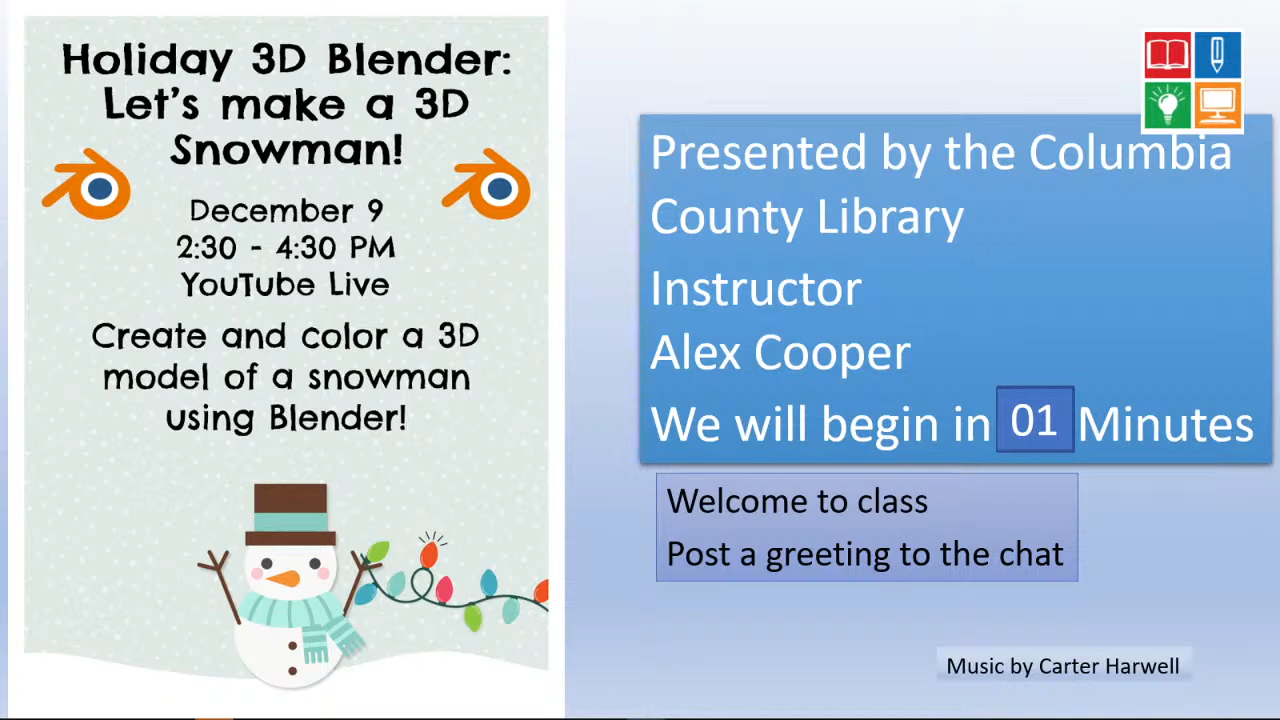 Holiday 3D Blender:
Let's make a 3D
Snowman!
December 9
2:30 - 4:30 PM
YouTube Live
Create and color a 3D
model of a snowman
using Blender!
Presented by the Columbia
County Library
Instructor
Alex Cooper
We will begin in 01 Minutes
Welcome to class
Post a greeting to the chat
Music by Carter Harwell